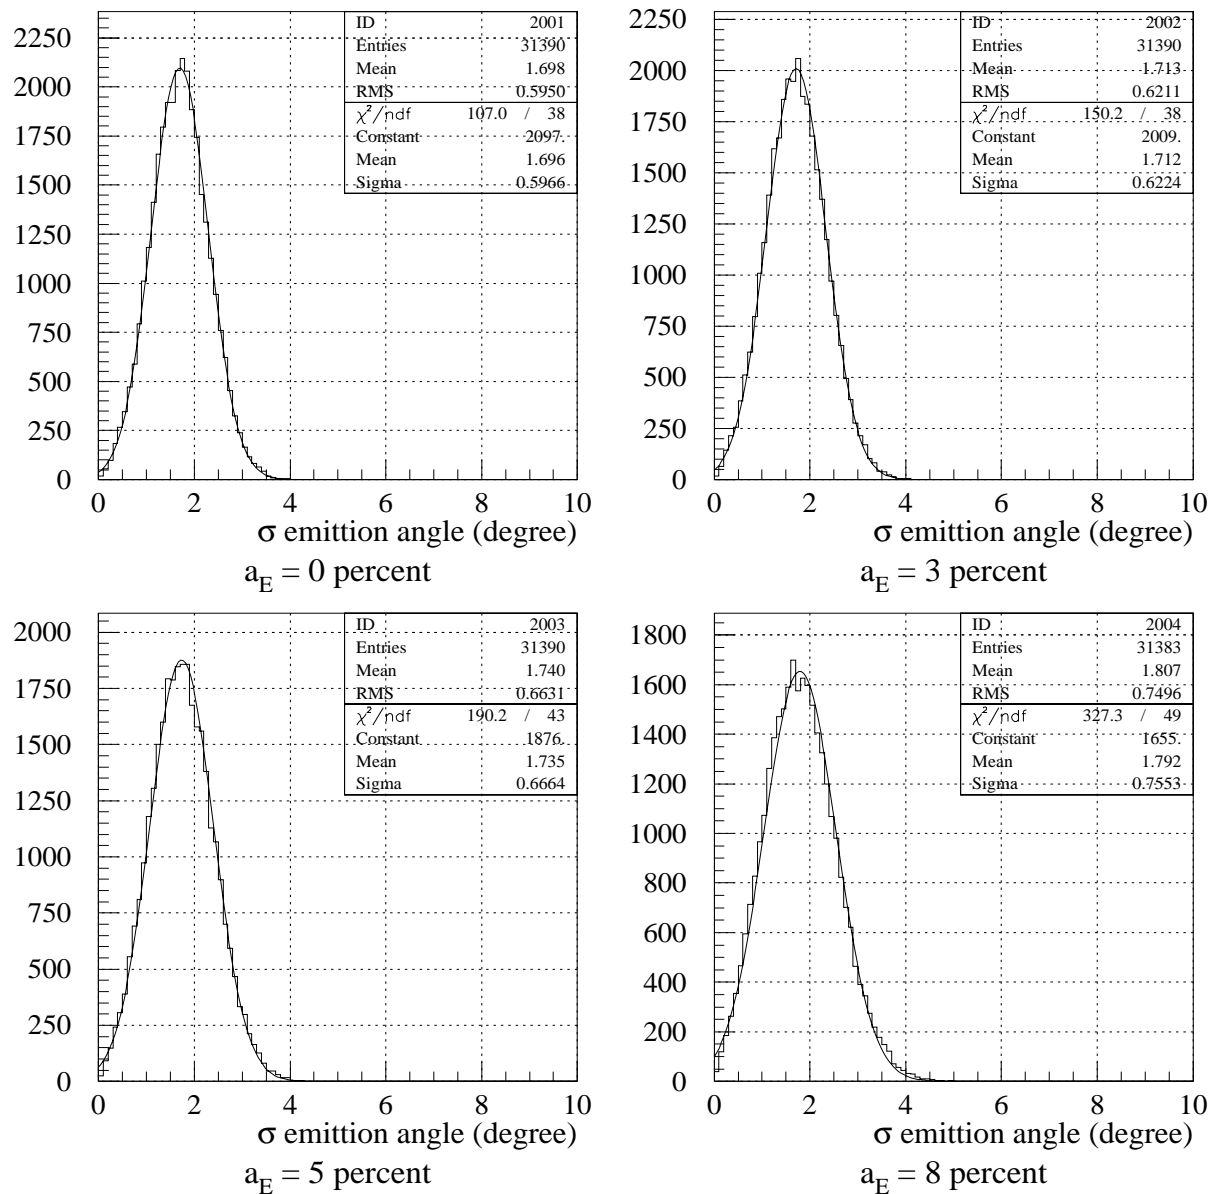 ID 2001
Entries 31390
Mean 1.698
RMS 0.5950
χ²/ndf 107.0 / 38
Constant 2097.
Mean 1.696
Sigma 0.5966
2250
2000
1750
1500
1250
1000
750
500
250
0
0 2 4 6 8 10
σ emittion angle (degree)
a_E = 0 percent
ID 2002
Entries 31390
Mean 1.713
RMS 0.6211
χ²/ndf 150.2 / 38
Constant 2009.
Mean 1.712
Sigma 0.6224
2250
2000
1750
1500
1250
1000
750
500
250
0
0 2 4 6 8 10
σ emittion angle (degree)
a_E = 3 percent
ID 2003
Entries 31390
Mean 1.740
RMS 0.6631
χ²/ndf 190.2 / 43
Constant 1876.
Mean 1.735
Sigma 0.6664
2000
1750
1500
1250
1000
750
500
250
0
0 2 4 6 8 10
σ emittion angle (degree)
a_E = 5 percent
ID 2004
Entries 31383
Mean 1.807
RMS 0.7496
χ²/ndf 327.3 / 49
Constant 1655.
Mean 1.792
Sigma 0.7553
1800
1600
1400
1200
1000
800
600
400
200
0
0 2 4 6 8 10
σ emittion angle (degree)
a_E = 8 percent